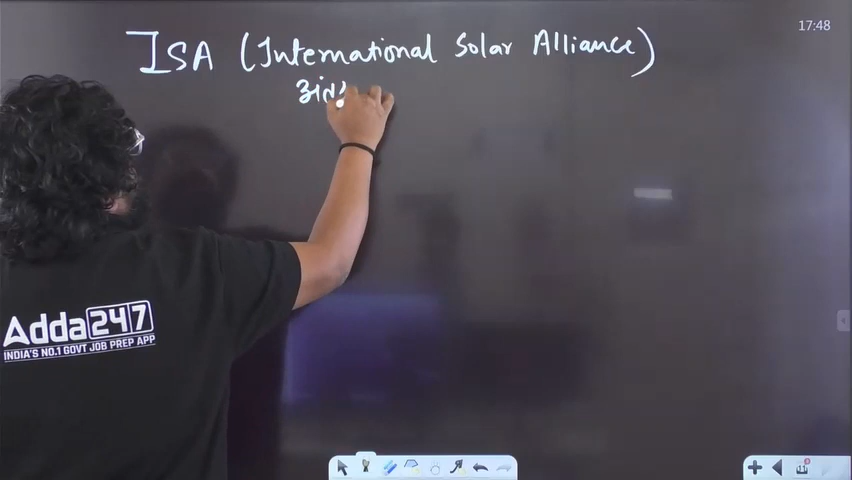 17:48
ISA (International Solar Alliance)
Adda247
INDIA'S NO.1 GOVT JOB PREP APP